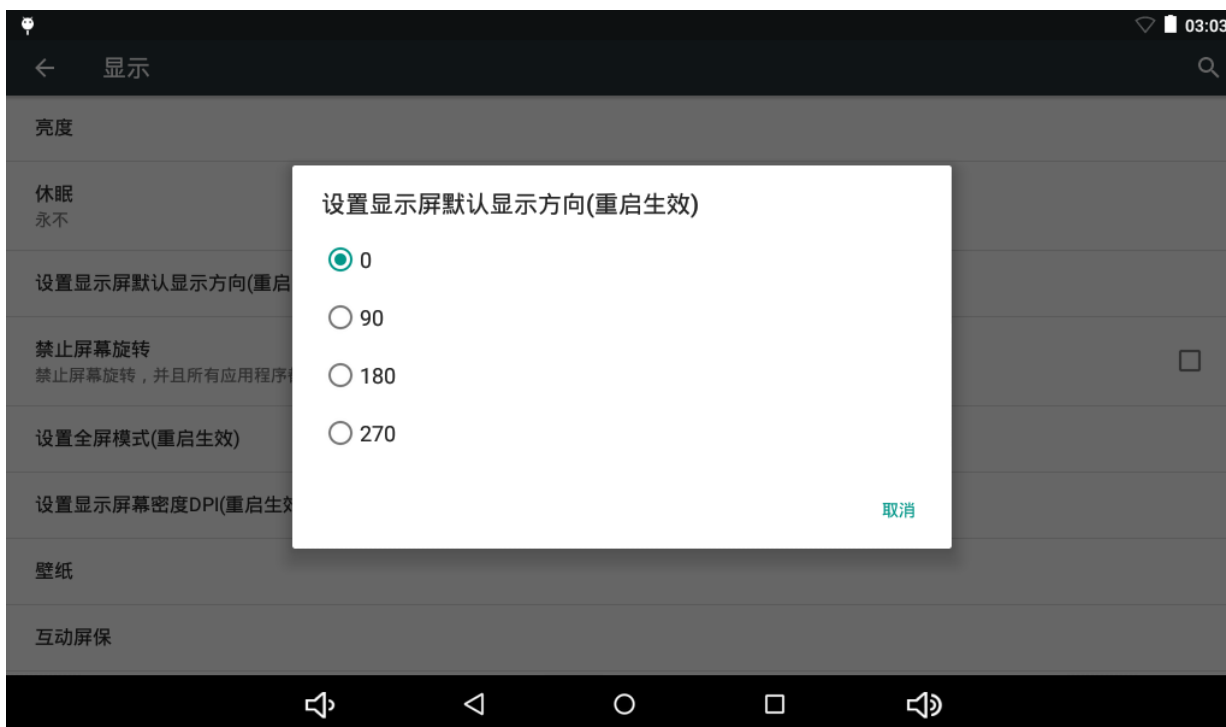 03:03
显示
亮度
休眠
永不
设置显示屏默认显示方向(重启
禁止屏幕旋转
禁止屏幕旋转，并且所有应用程序
设置全屏模式(重启生效)
设置显示屏幕密度DPI(重启生效
壁纸
互动屏保
设置显示屏默认显示方向(重启生效)
0
90
180
270
取消